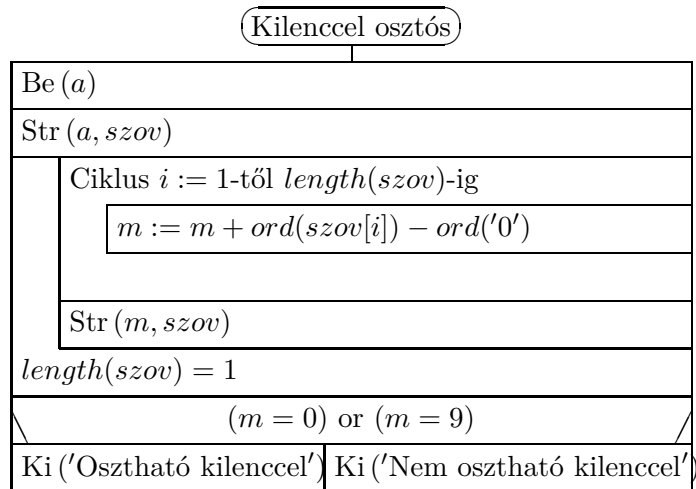 Kilenccel osztós
Be (a)
Str (a, szov)
Ciklus i := 1-től length(szov)-ig
m := m + ord(szov[i]) − ord('0')
Str (m, szov)
length(szov) = 1
(m = 0) or (m = 9)
Ki ('Osztható kilenccel') Ki ('Nem osztható kilenccel')